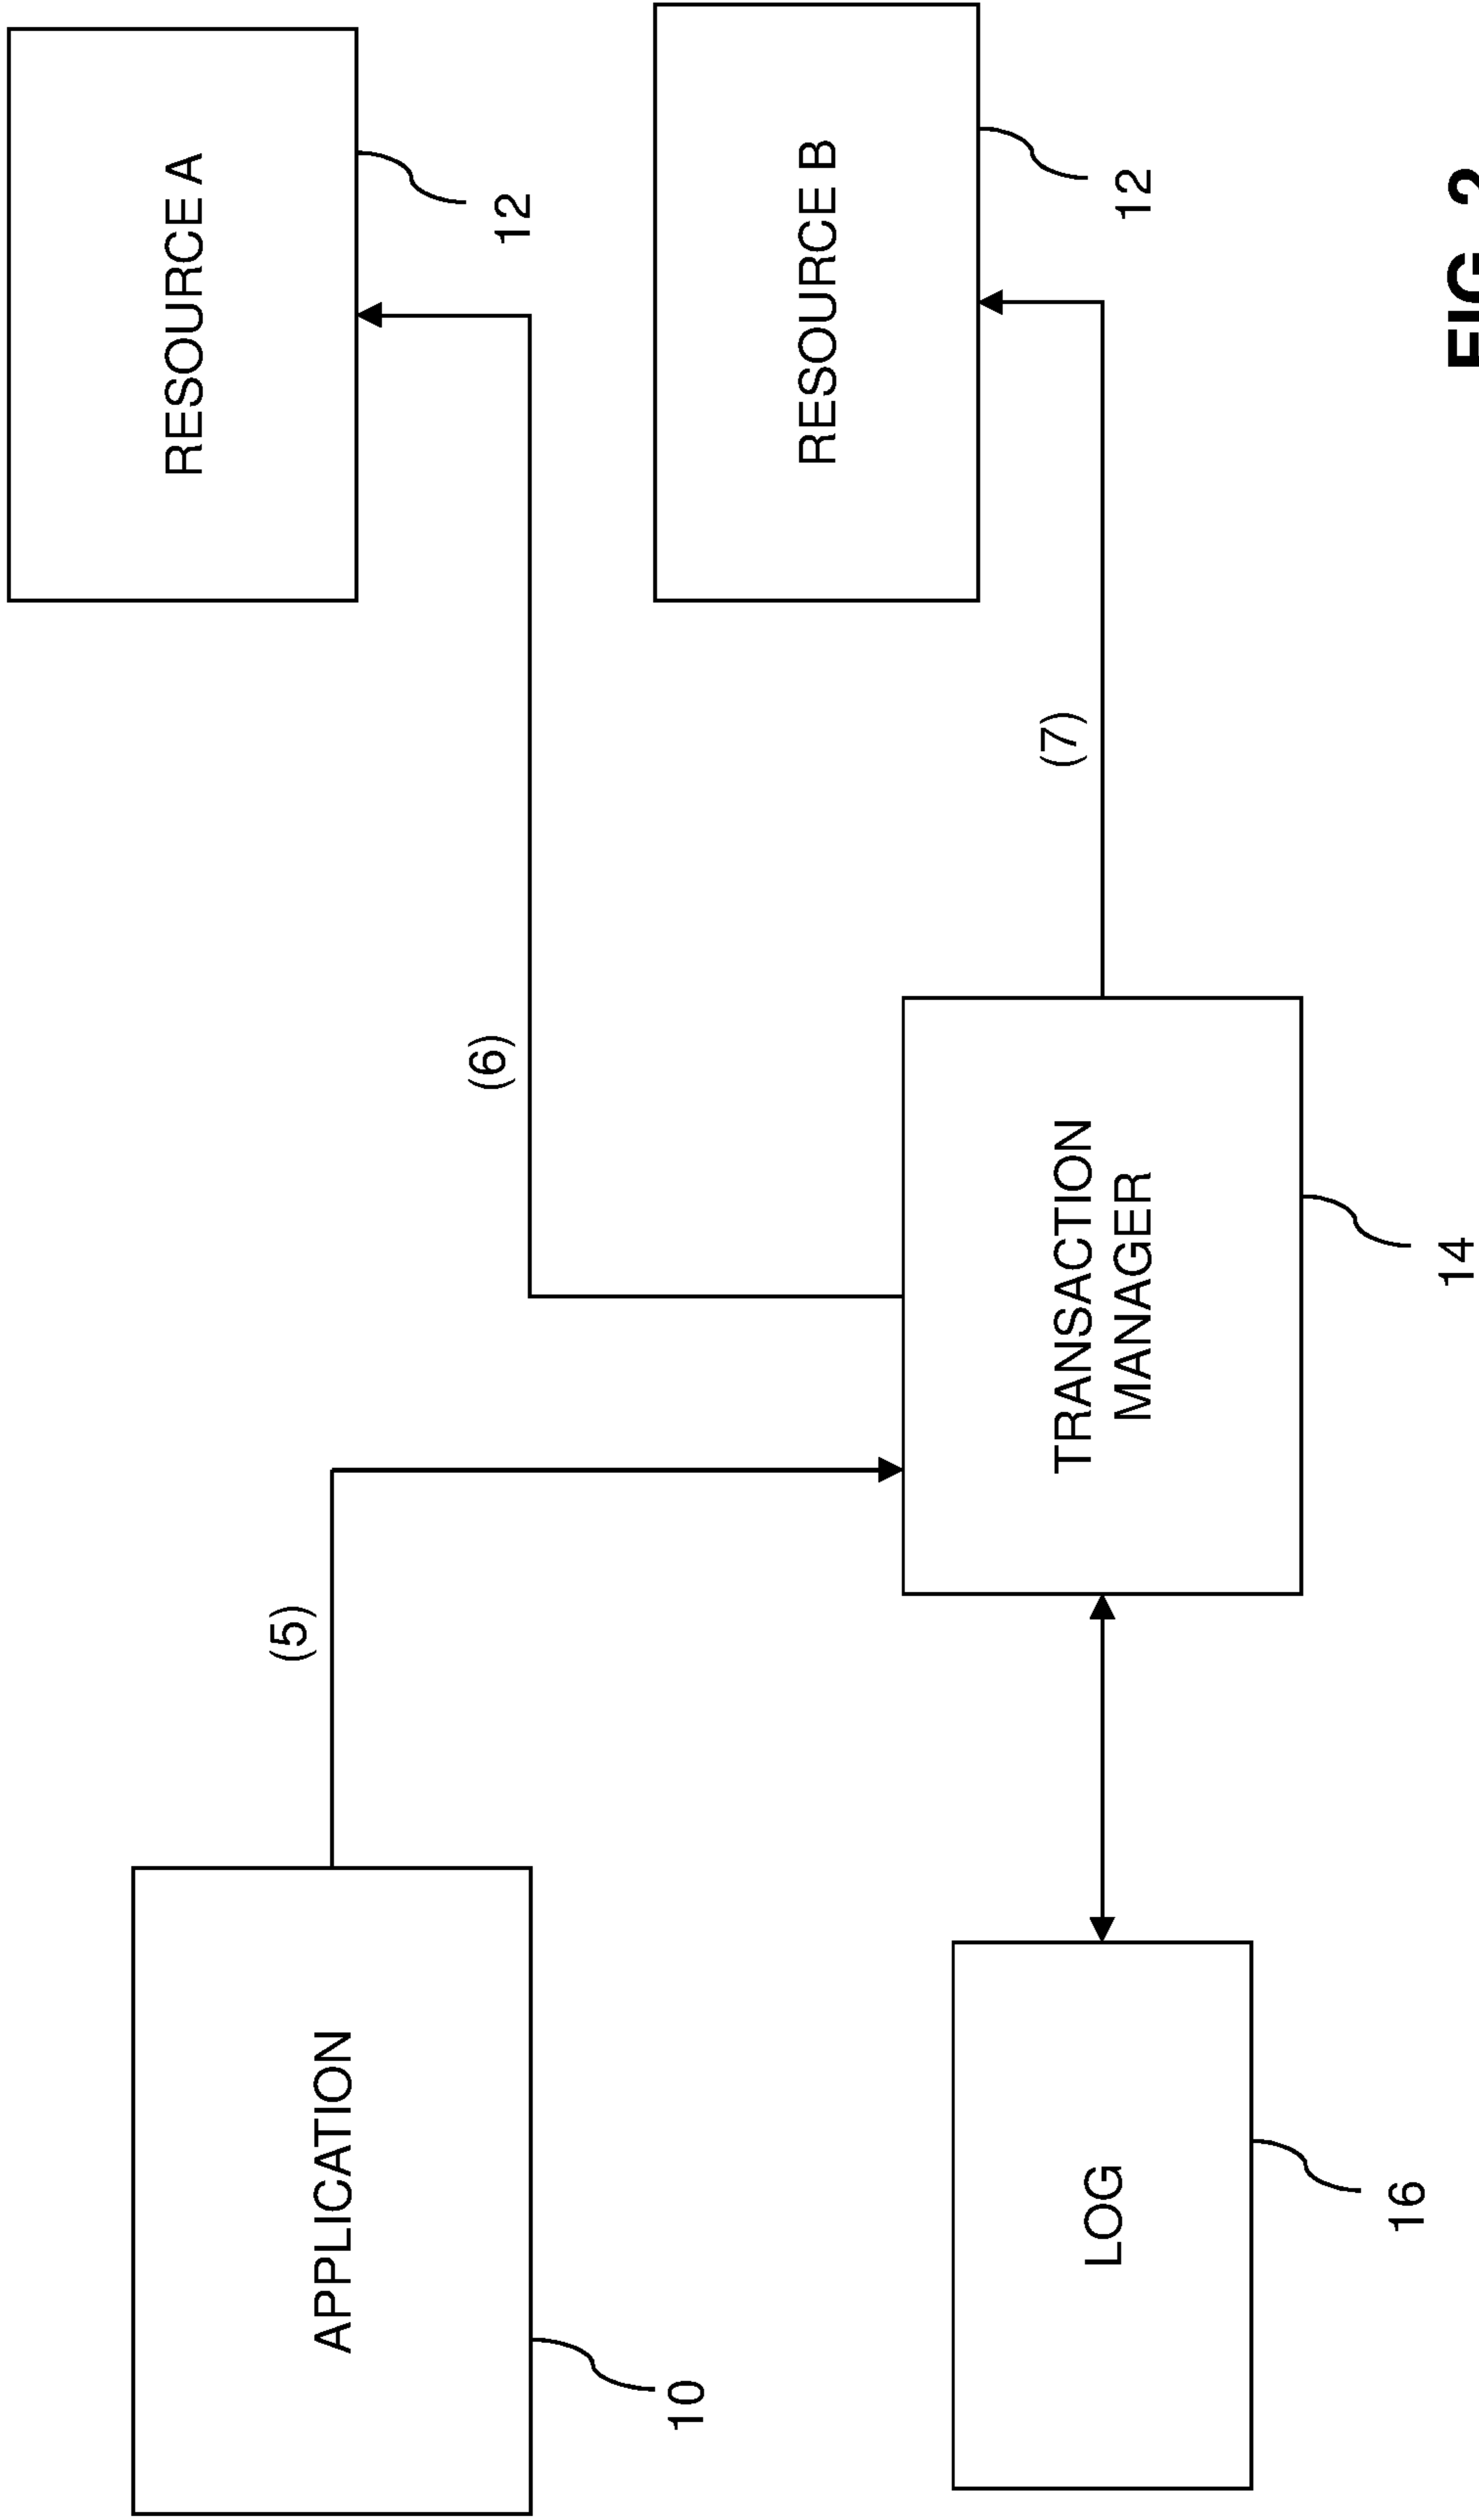 APPLICATION
10
(5)
RESOURCE A
12
(6)
RESOURCE B
12
(7)
TRANSACTION
MANAGER
14
LOG
16
FIG. 2